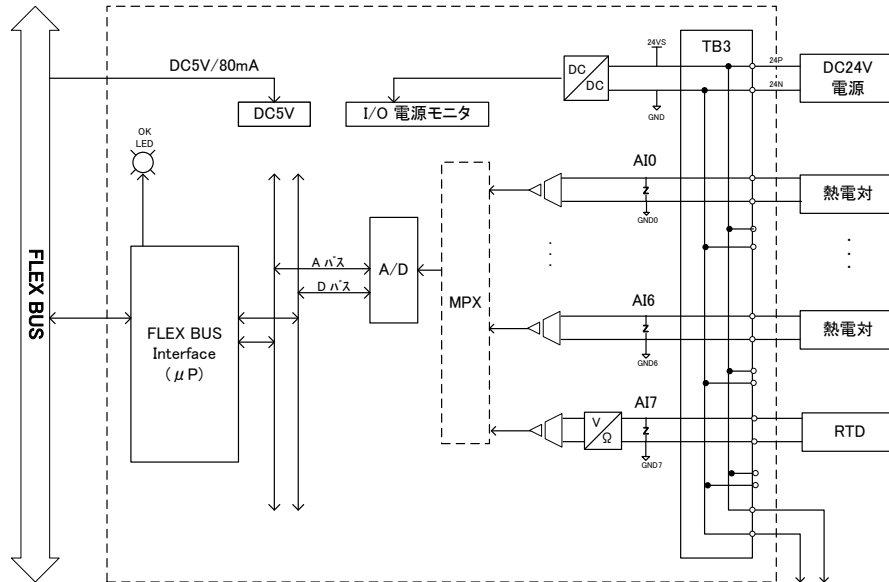 DC5V/80mA
DC5V
I/O 電源モニタ
DC
DC
24VS
GND
TB3
24P
24N
DC24V
電源
OK
LED
AI0
GND0
熱電対
FLEX BUS
FLEX BUS
Interface
(μP)
A バス
D バス
A/D
MPX
AI6
GND6
熱電対
AI7
V
Ω
GND7
RTD